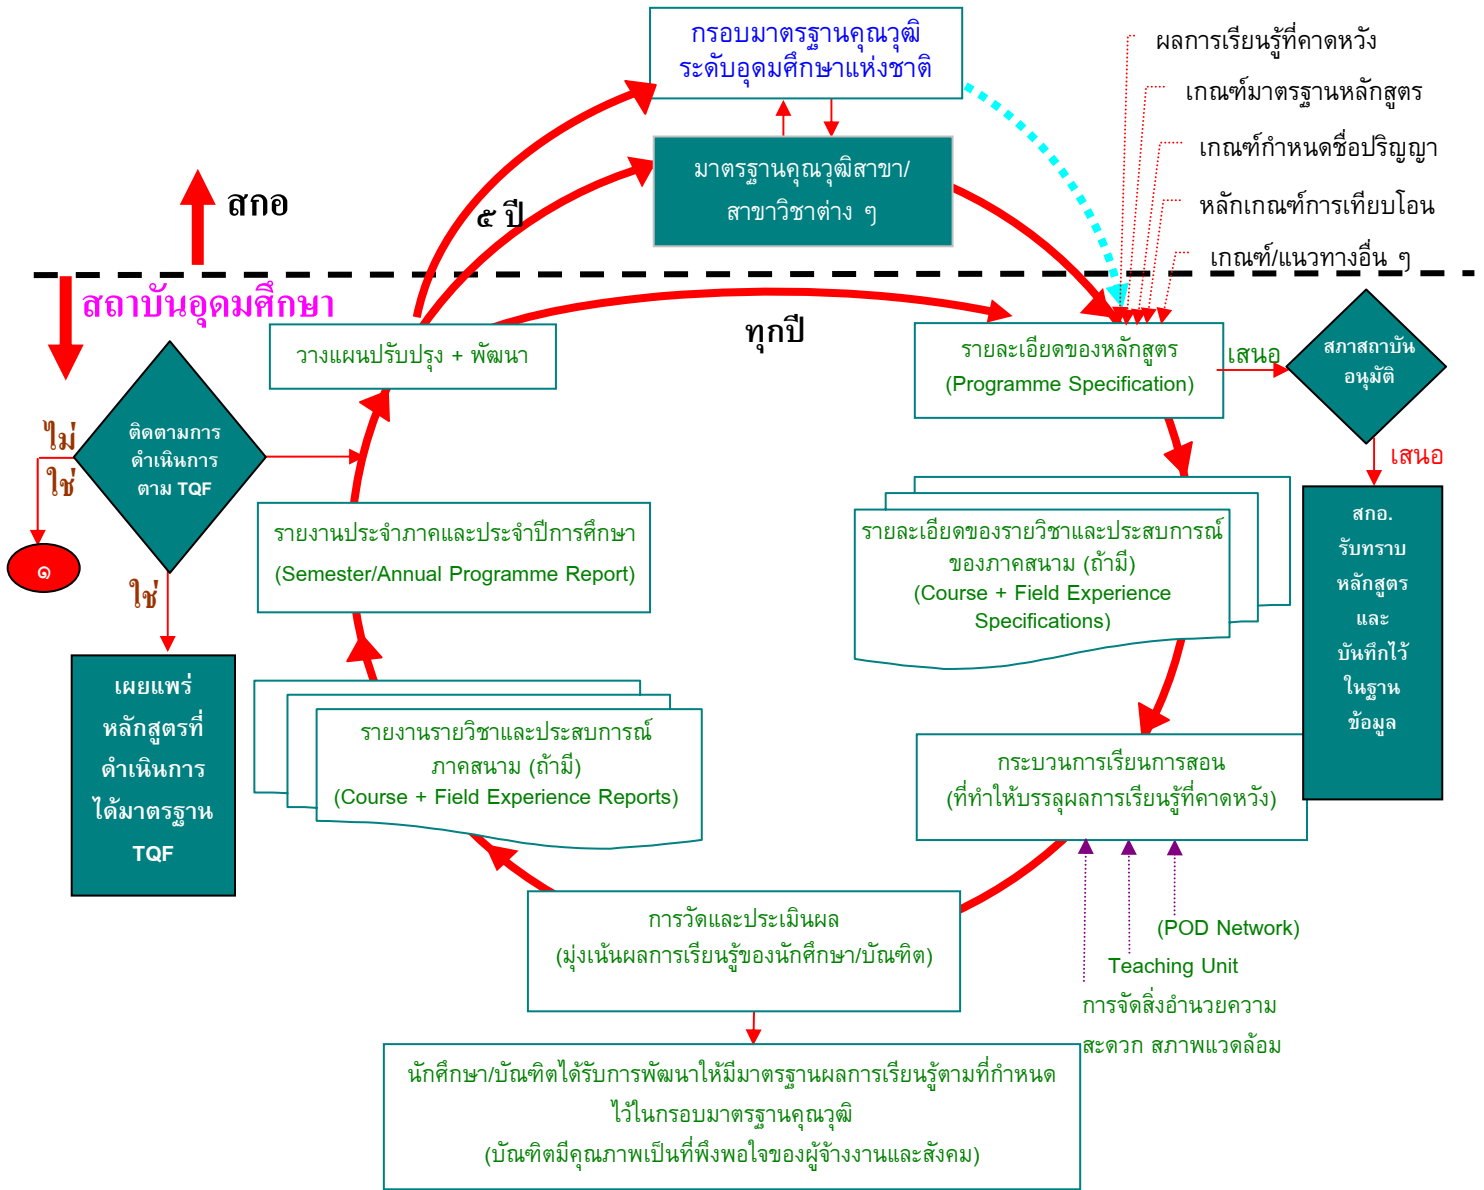 กรอบมาตรฐานคุณวุฒิ
ระดับอุดมศึกษาแห่งชาติ
ผลการเรียนรู้ที่คาดหวัง
เกณฑ์มาตรฐานหลักสูตร
เกณฑ์กำหนดชื่อปริญญา
หลักเกณฑ์การเทียบโอน
เกณฑ์/แนวทางอื่น ๆ
มาตรฐานคุณวุฒิสาขา/
สาขาวิชาต่าง ๆ
สกอ
๕ ปี
สถาบันอุดมศึกษา
ทุกปี
วางแผนปรับปรุง + พัฒนา
รายละเอียดของหลักสูตร
(Programme Specification)
เสนอ
สภาสถาบัน
อนุมัติ
เสนอ
ติดตามการ
ดำเนินการ
ตาม TQF
ไม่
ใช่
๑
ใช่
รายงานประจำภาคและประจำปีการศึกษา
(Semester/Annual Programme Report)
รายละเอียดของรายวิชาและประสบการณ์
ของภาคสนาม (ถ้ามี)
(Course + Field Experience
Specifications)
สกอ.
รับทราบ
หลักสูตร
และ
บันทึกไว้
ในฐาน
ข้อมูล
เผยแพร่
หลักสูตรที่
ดำเนินการ
ได้มาตรฐาน
TQF
รายงานรายวิชาและประสบการณ์
ภาคสนาม (ถ้ามี)
(Course + Field Experience Reports)
กระบวนการเรียนการสอน
(ที่ทำให้บรรลุผลการเรียนรู้ที่คาดหวัง)
การวัดและประเมินผล
(มุ่งเน้นผลการเรียนรู้ของนักศึกษา/บัณฑิต)
(POD Network)
Teaching Unit
การจัดสิ่งอำนวยความ
สะดวก สภาพแวดล้อม
นักศึกษา/บัณฑิตได้รับการพัฒนาให้มีมาตรฐานผลการเรียนรู้ตามที่กำหนด
ไว้ในกรอบมาตรฐานคุณวุฒิ
(บัณฑิตมีคุณภาพเป็นที่พึงพอใจของผู้จ้างงานและสังคม)